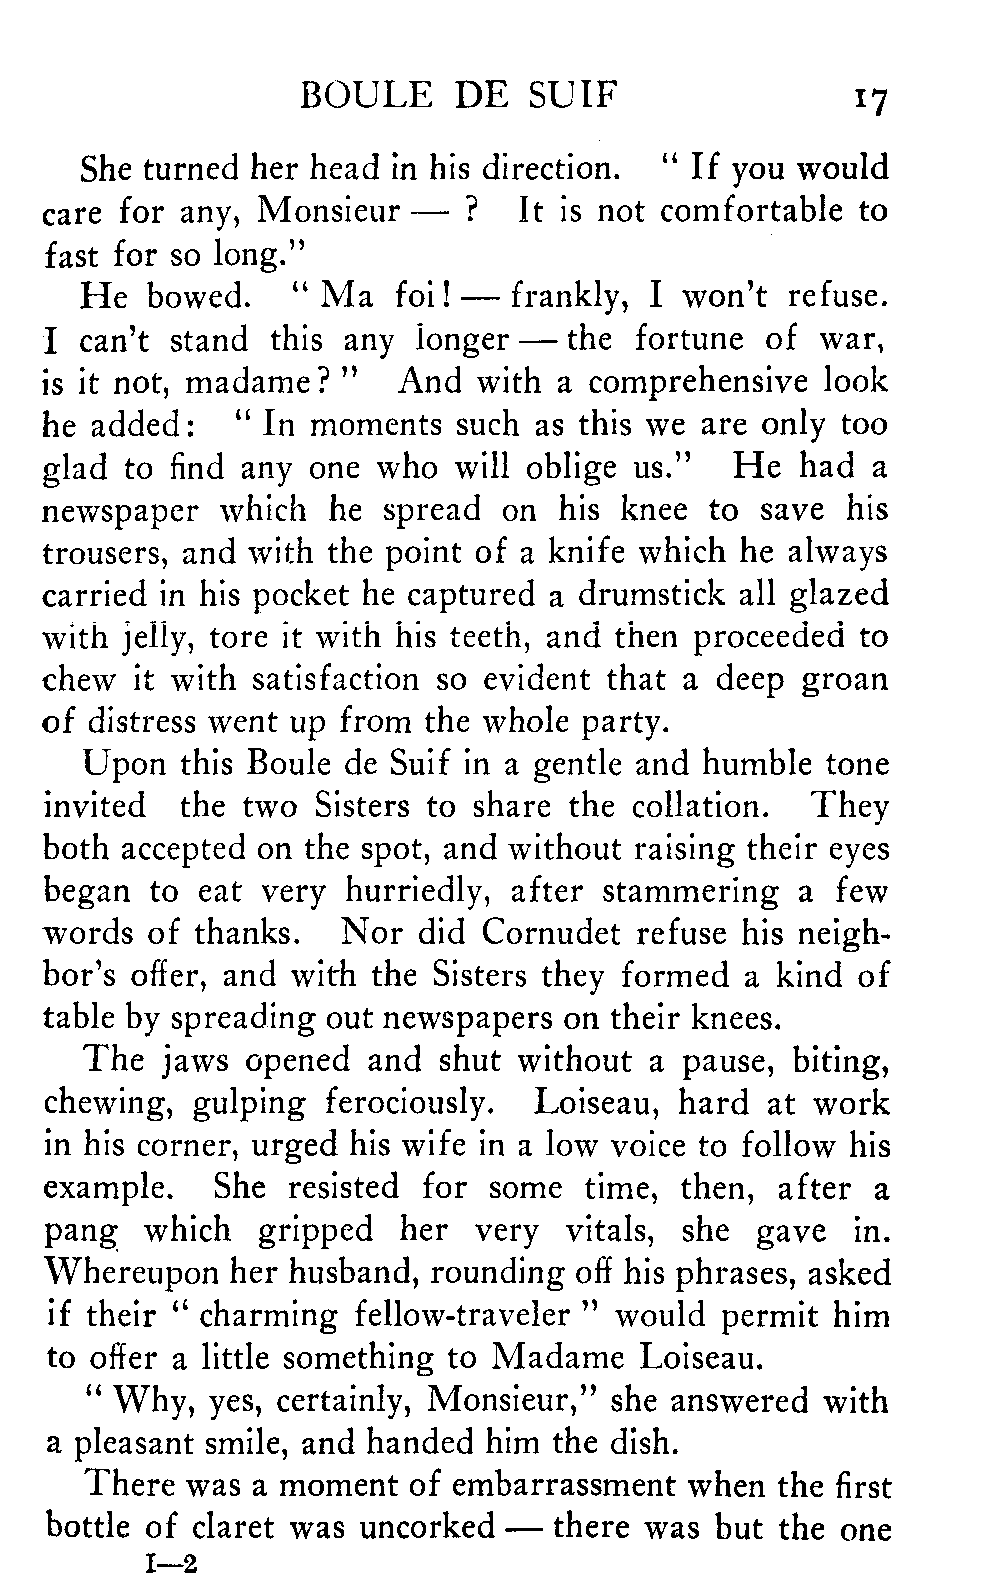 BOULE DE SUIF 17
She turned her head in his direction. “ If you would
care for any, Monsieur — ? It is not comfortable to
fast for so long.”
He bowed. “ Ma foi! — frankly, I won't refuse.
I can't stand this any longer — the fortune of war,
is it not, madame? ” And with a comprehensive look
he added: “ In moments such as this we are only too
glad to find any one who will oblige us.” He had a
newspaper which he spread on his knee to save his
trousers, and with the point of a knife which he always
carried in his pocket he captured a drumstick all glazed
with jelly, tore it with his teeth, and then proceeded to
chew it with satisfaction so evident that a deep groan
of distress went up from the whole party.
Upon this Boule de Suif in a gentle and humble tone
invited the two Sisters to share the collation. They
both accepted on the spot, and without raising their eyes
began to eat very hurriedly, after stammering a few
words of thanks. Nor did Cornudet refuse his neigh-
bor's offer, and with the Sisters they formed a kind of
table by spreading out newspapers on their knees.
The jaws opened and shut without a pause, biting,
chewing, gulping ferociously. Loiseau, hard at work
in his corner, urged his wife in a low voice to follow his
example. She resisted for some time, then, after a
pang which gripped her very vitals, she gave in.
Whereupon her husband, rounding off his phrases, asked
if their “ charming fellow-traveler ” would permit him
to offer a little something to Madame Loiseau.
“ Why, yes, certainly, Monsieur,” she answered with
a pleasant smile, and handed him the dish.
There was a moment of embarrassment when the first
bottle of claret was uncorked — there was but the one
I—2